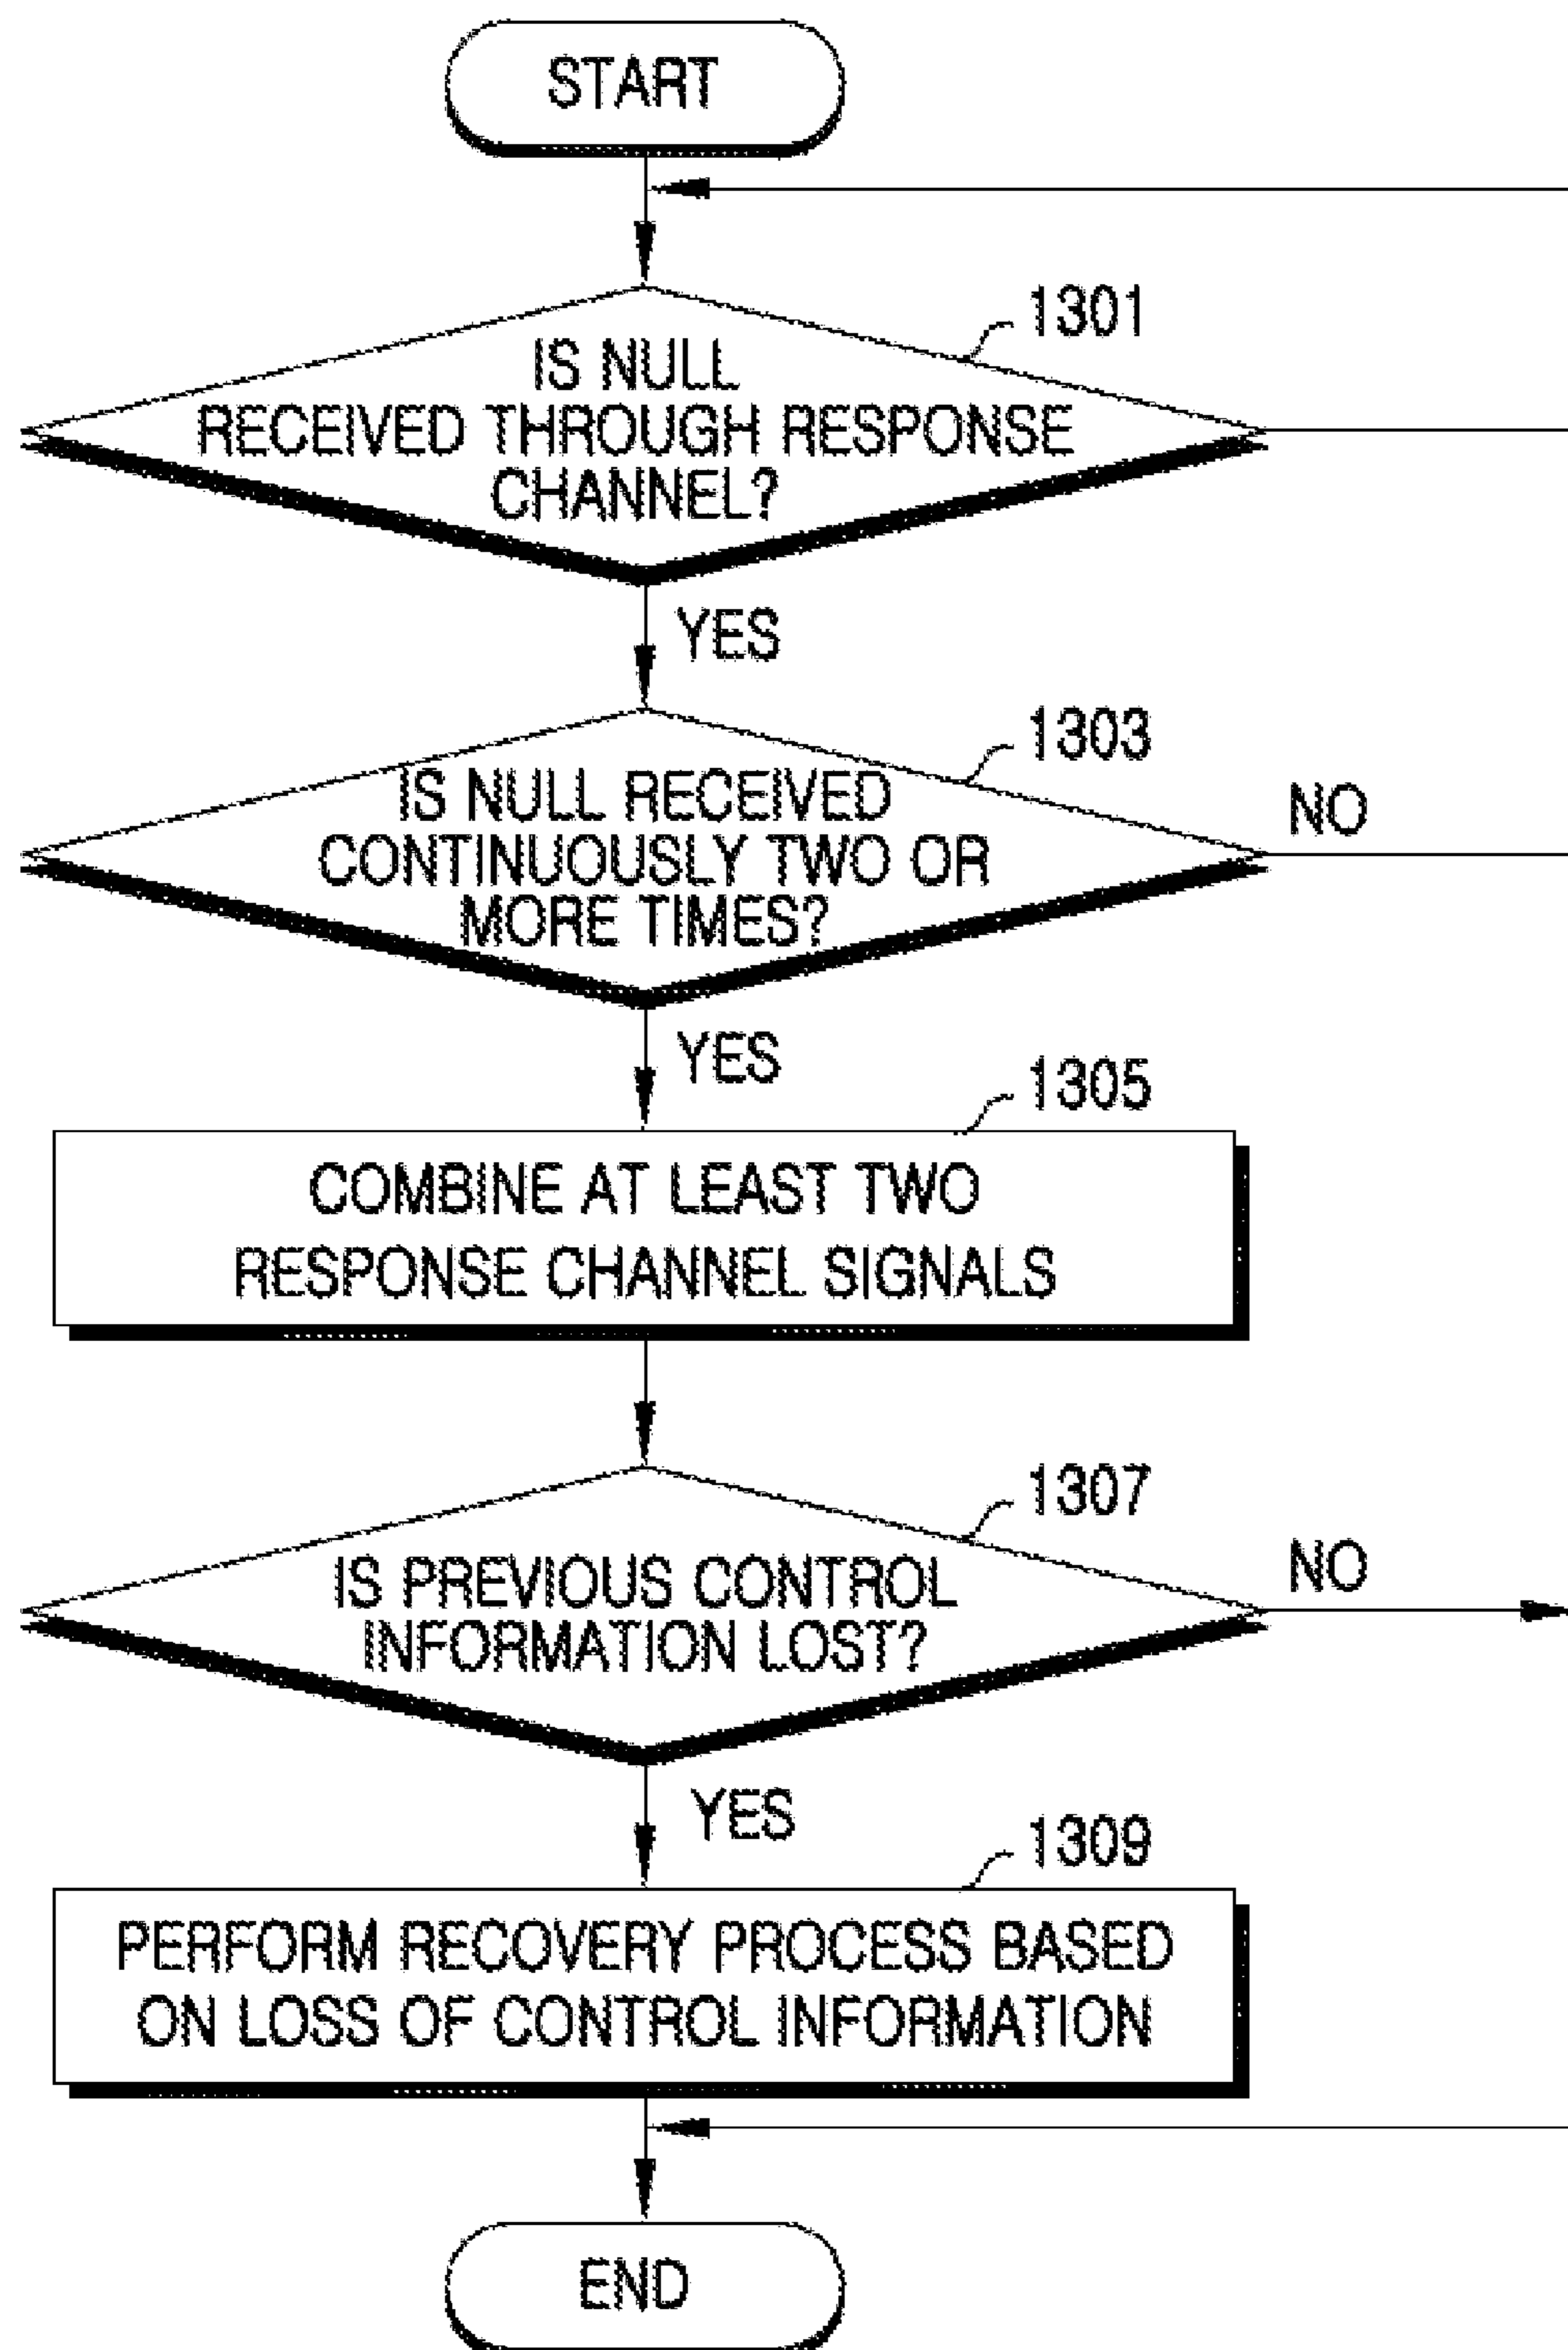 START
1301
IS NULL
RECEIVED THROUGH RESPONSE
CHANNEL?
YES
1303
IS NULL RECEIVED
CONTINUOUSLY TWO OR
MORE TIMES?
NO
YES
1305
COMBINE AT LEAST TWO
RESPONSE CHANNEL SIGNALS
1307
IS PREVIOUS CONTROL
INFORMATION LOST?
NO
YES
1309
PERFORM RECOVERY PROCESS BASED
ON LOSS OF CONTROL INFORMATION
END